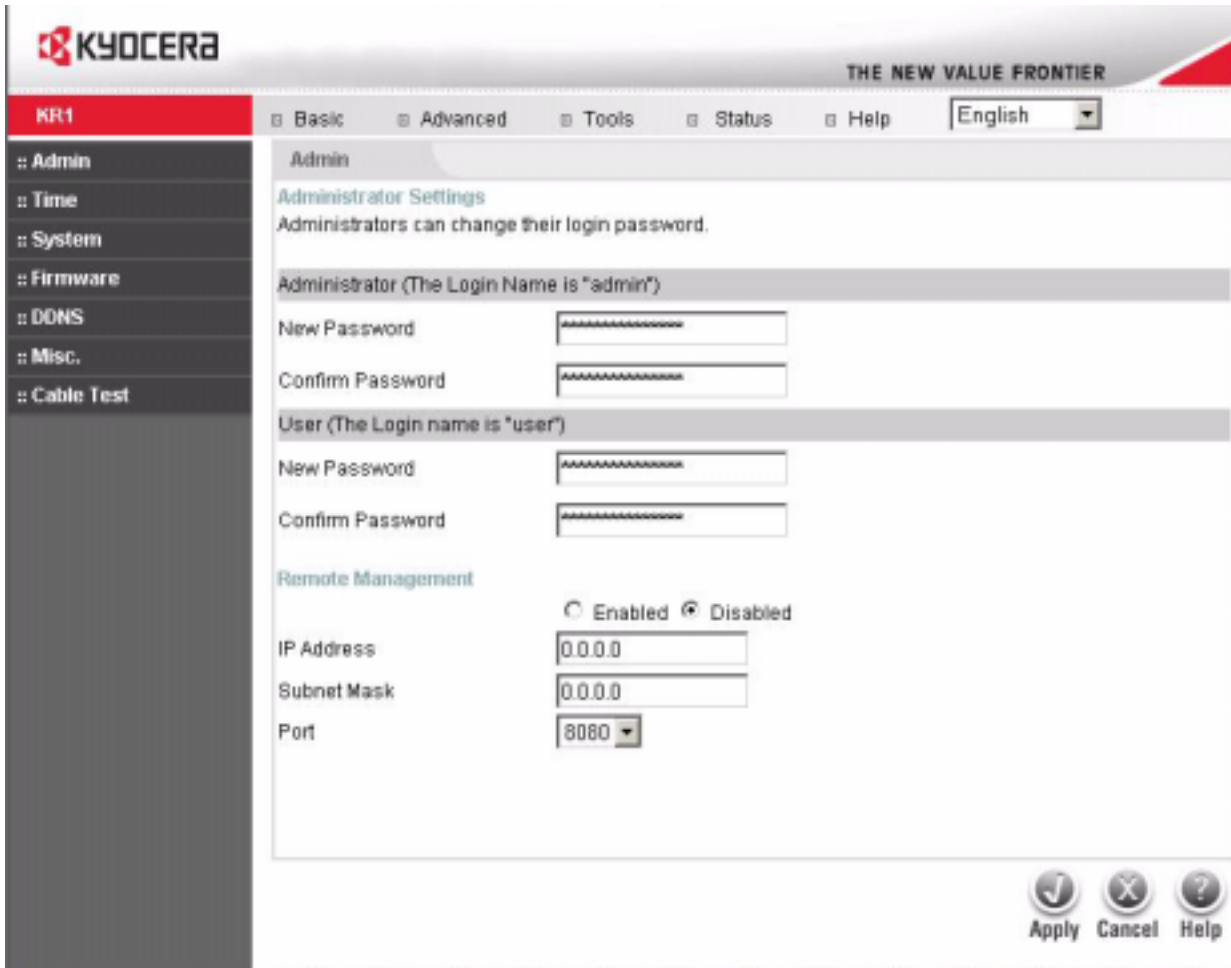 KYOCERA
THE NEW VALUE FRONTIER
KR1
Basic Advanced Tools Status Help English
:: Admin
:: Time
:: System
:: Firmware
:: DDNS
:: Misc.
:: Cable Test
Admin
Administrator Settings
Administrators can change their login password.
Administrator (The Login Name is "admin")
New Password
Confirm Password
User (The Login name is "user")
New Password
Confirm Password
Remote Management
Enabled Disabled
IP Address 0.0.0.0
Subnet Mask 0.0.0.0
Port 8080
Apply Cancel Help